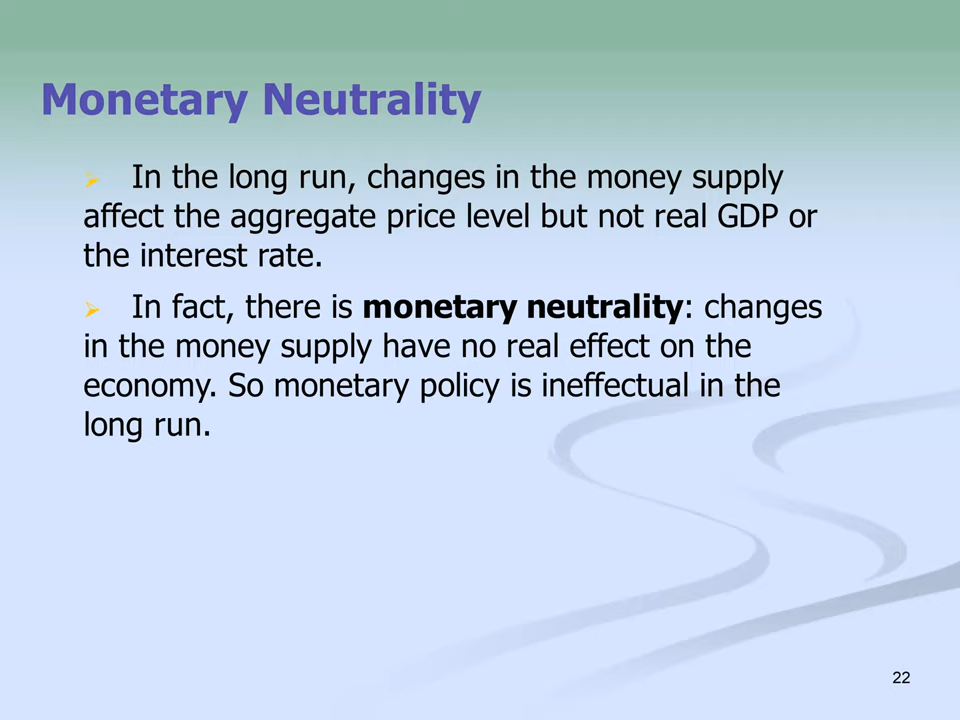 Monetary Neutrality
➢ In the long run, changes in the money supply
affect the aggregate price level but not real GDP or
the interest rate.
➢ In fact, there is monetary neutrality: changes
in the money supply have no real effect on the
economy. So monetary policy is ineffectual in the
long run.
22